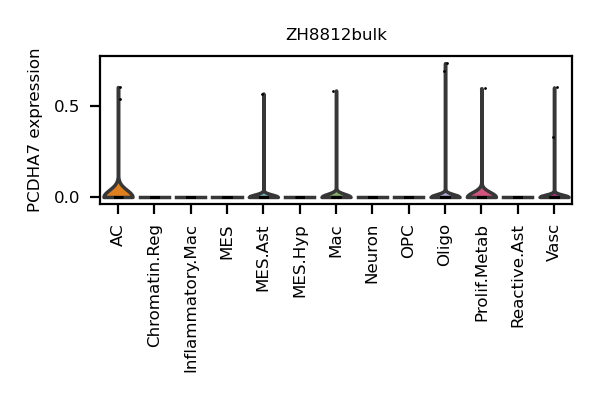 ZH8812bulk
PCDHA7 expression
0.5
0.0
AC
Chromatin.Reg
Inflammatory.Mac
MES
MES.Ast
MES.Hyp
Mac
Neuron
OPC
Oligo
Prolif.Metab
Reactive.Ast
Vasc